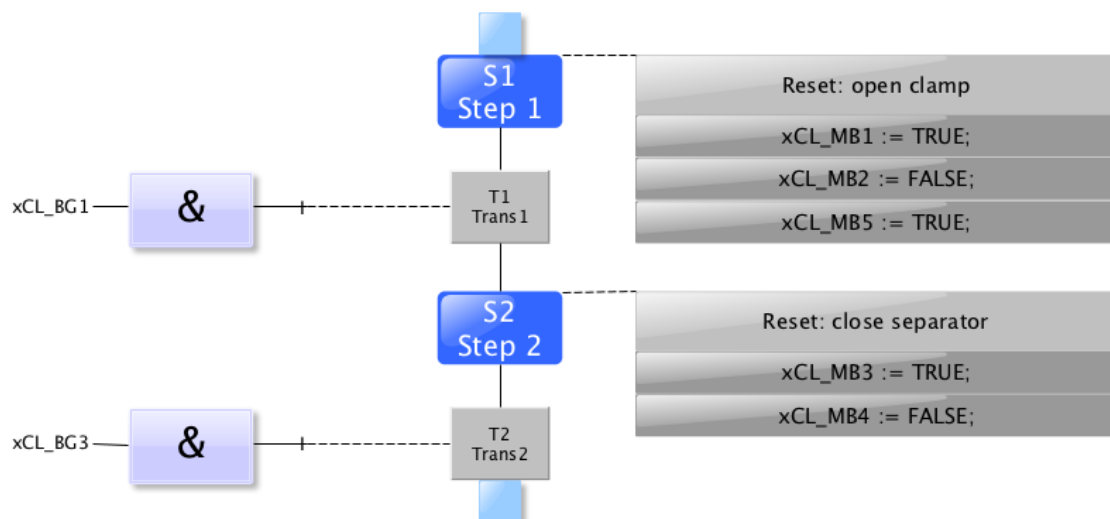 S1
Step 1
Reset: open clamp
xCL_MB1 := TRUE;
xCL_MB2 := FALSE;
xCL_MB5 := TRUE;
xCL_BG1
&
T1
Trans1
S2
Step 2
Reset: close separator
xCL_MB3 := TRUE;
xCL_MB4 := FALSE;
xCL_BG3
&
T2
Trans2